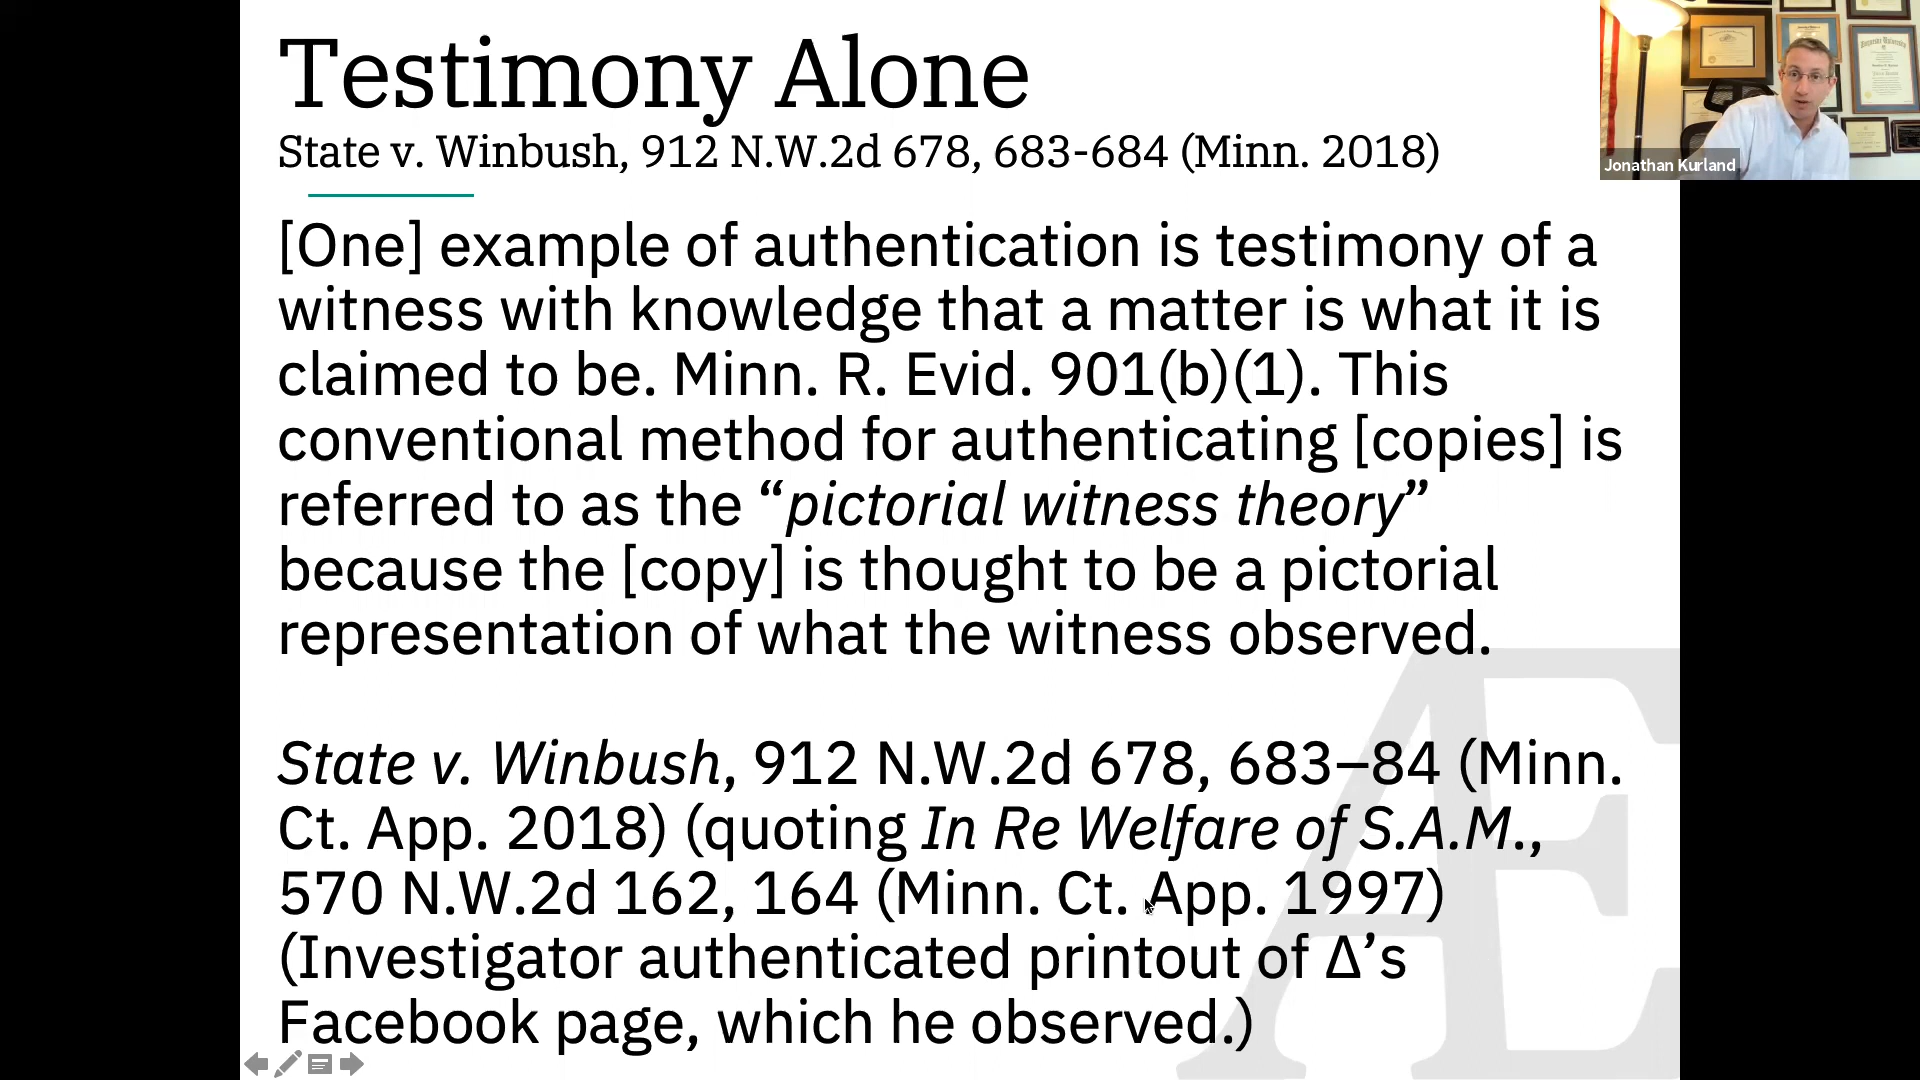 Testimony Alone
State v. Winbush, 912 N.W.2d 678, 683-684 (Minn. 2018)
[One] example of authentication is testimony of a
witness with knowledge that a matter is what it is
claimed to be. Minn. R. Evid. 901(b)(1). This
conventional method for authenticating [copies] is
referred to as the “pictorial witness theory”
because the [copy] is thought to be a pictorial
representation of what the witness observed.
State v. Winbush, 912 N.W.2d 678, 683–84 (Minn.
Ct. App. 2018) (quoting In Re Welfare of S.A.M.,
570 N.W.2d 162, 164 (Minn. Ct. App. 1997)
(Investigator authenticated printout of Δ’s
Facebook page, which he observed.)
Æ
Jonathan Kurland